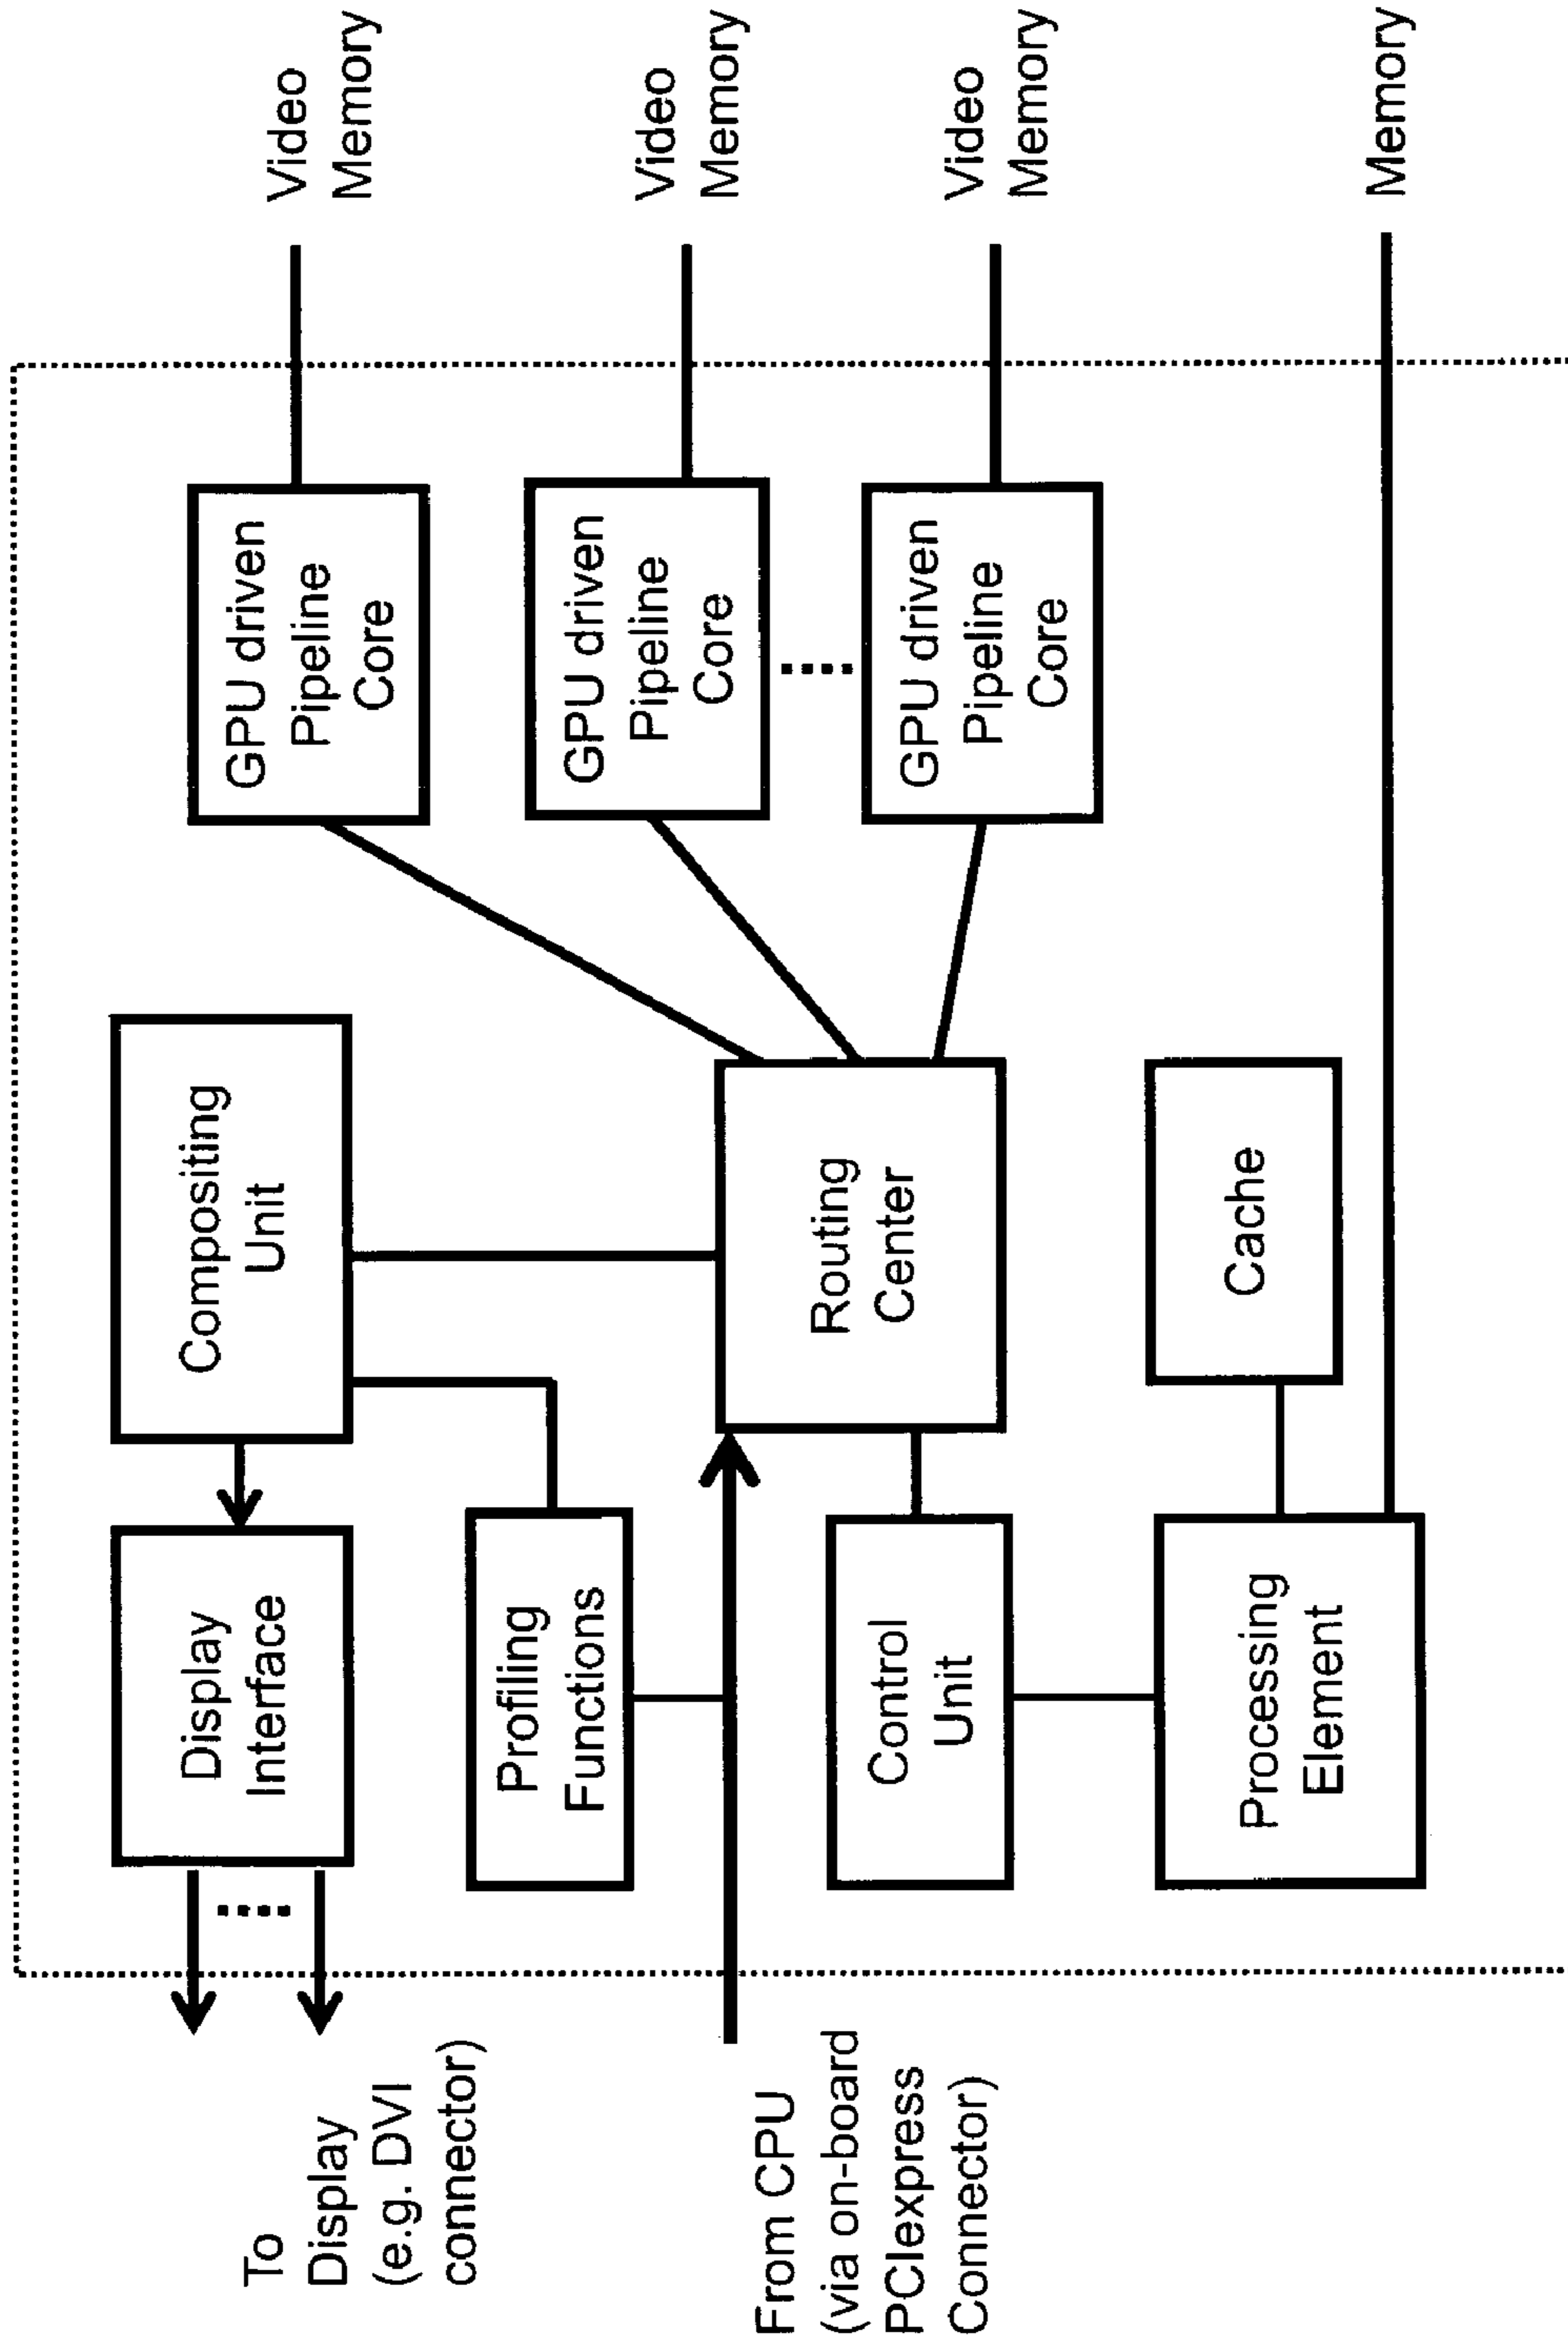 To
Display
(e.g. DVI
connector)
Display
Interface
Compositing
Unit
GPU driven
Pipeline
Core
Video
Memory
Profiling
Functions
GPU driven
Pipeline
Core
Video
Memory
From CPU
(via on-board
PCIexpress
Connector)
Routing
Center
GPU driven
Pipeline
Core
Video
Memory
Control
Unit
Processing
Element
Cache
Memory